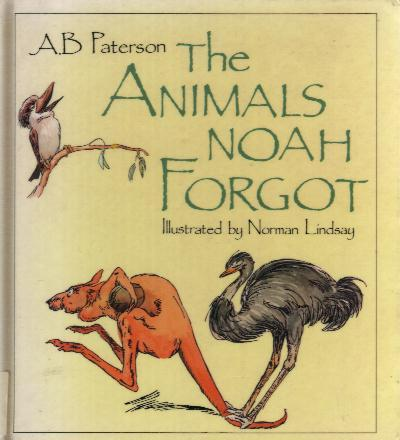 A.B Paterson
The
ANIMALS
NOAH
FORGOT
Illustrated by Norman Lindsay